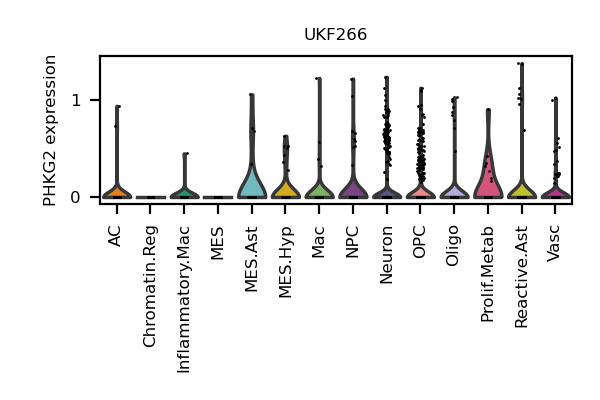 UKF266
PHKG2 expression
1
0
AC
Chromatin.Reg
Inflammatory.Mac
MES
MES.Ast
MES.Hyp
Mac
NPC
Neuron
OPC
Oligo
Prolif.Metab
Reactive.Ast
Vasc